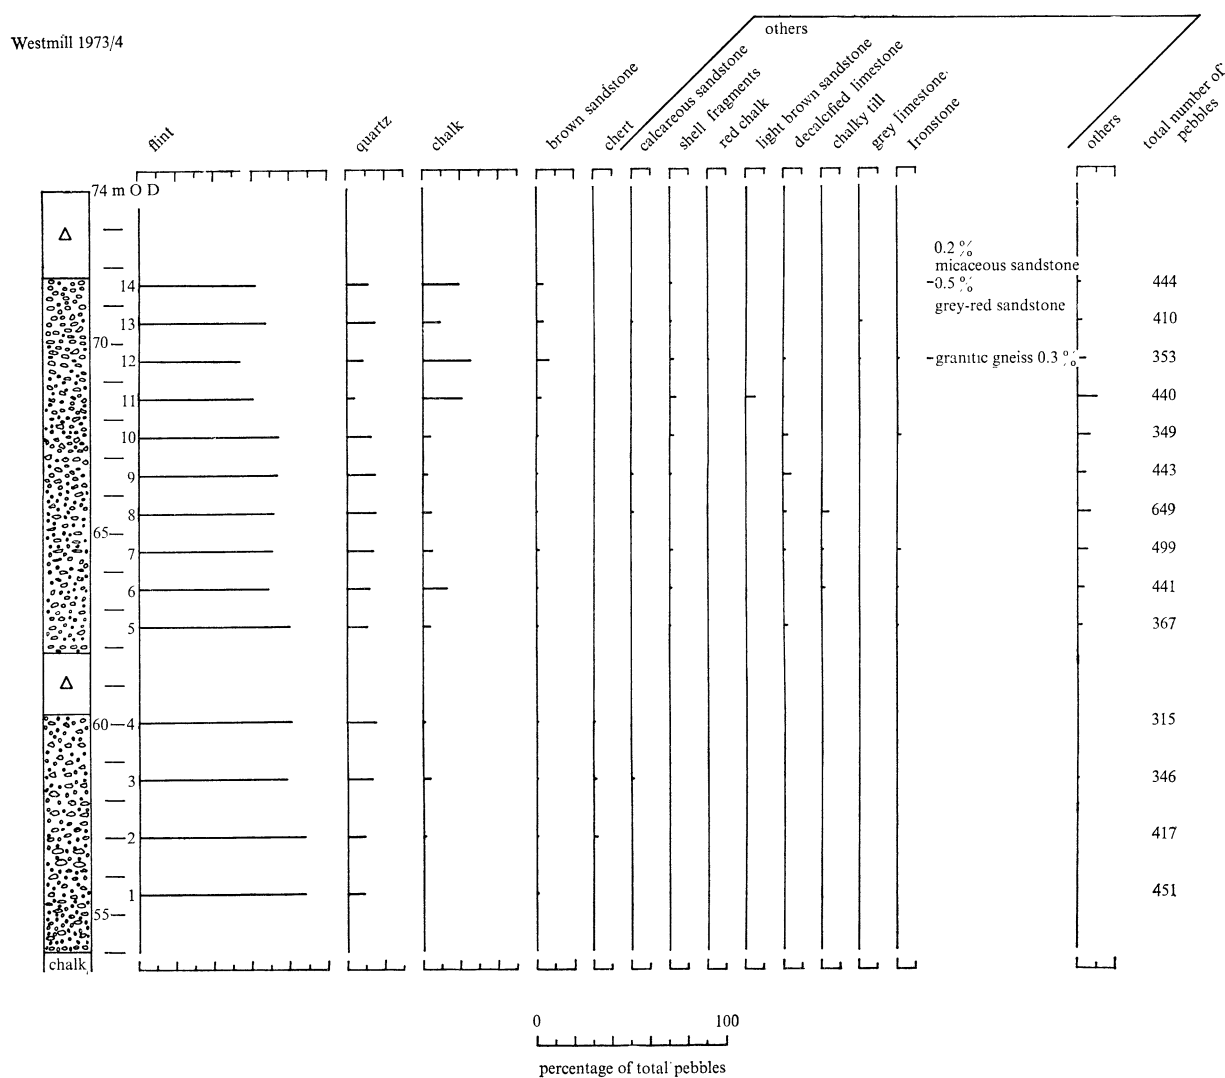 Westmill 1973/4
others
flint
quartz
chalk
brown sandstone
chert
calcareous sandstone
shell fragments
red chalk
light brown sandstone
decalcified limestone
chalky till
grey limestone
Ironstone
others
total number of
pebbles
74 m O D
Δ
0.2 %
micaceous sandstone
14
0.5 %
444
grey-red sandstone
13
410
70
12
granitic gneiss 0.3 %
353
11
440
10
349
9
443
8
649
65
7
499
6
441
5
367
Δ
60
4
315
3
346
2
417
1
451
55
chalk
0
100
percentage of total pebbles